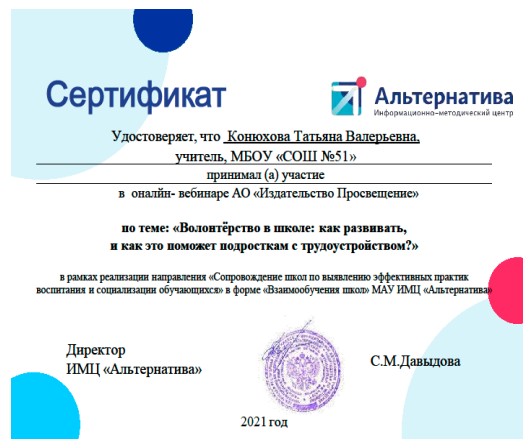 Сертификат
Альтернатива
Информационно-методический центр
Удостоверяет, что Конюхова Татьяна Валерьевна,
учитель, МБОУ «СОШ №51»
принимал (а) участие
в онлайн- вебинаре АО «Издательство Просвещение»
по теме: «Волонтёрство в школе: как развивать,
и как это поможет подросткам с трудоустройством?»
в рамках реализации направления «Сопровождение школ по выявлению эффективных практик
воспитания и социализации обучающихся» в форме «Взаимообучения школ» МАУ ИМЦ «Альтернатива»
Директор
ИМЦ «Альтернатива»
С.М.Давыдова
2021 год